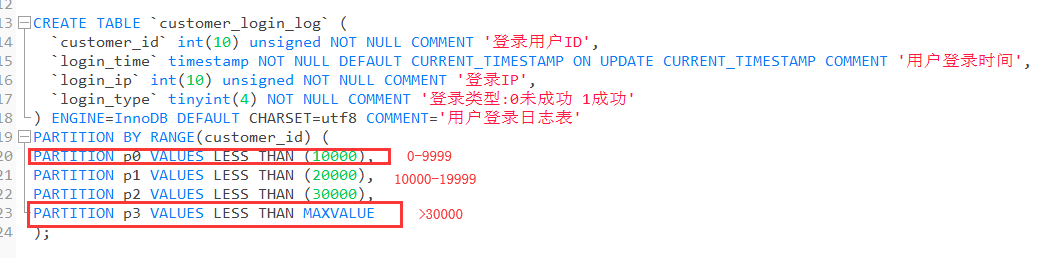 12
13 CREATE TABLE `customer_login_log` (
14 `customer_id` int(10) unsigned NOT NULL COMMENT '登录用户ID',
15 `login_time` timestamp NOT NULL DEFAULT CURRENT_TIMESTAMP ON UPDATE CURRENT_TIMESTAMP COMMENT '用户登录时间',
16 `login_ip` int(10) unsigned NOT NULL COMMENT '登录IP',
17 `login_type` tinyint(4) NOT NULL COMMENT '登录类型:0未成功 1成功'
18 ) ENGINE=InnoDB DEFAULT CHARSET=utf8 COMMENT='用户登录日志表'
19 PARTITION BY RANGE(customer_id) (
20 PARTITION p0 VALUES LESS THAN (10000), 0-9999
21 PARTITION p1 VALUES LESS THAN (20000), 10000-19999
22 PARTITION p2 VALUES LESS THAN (30000),
23 PARTITION p3 VALUES LESS THAN MAXVALUE >30000
24 );